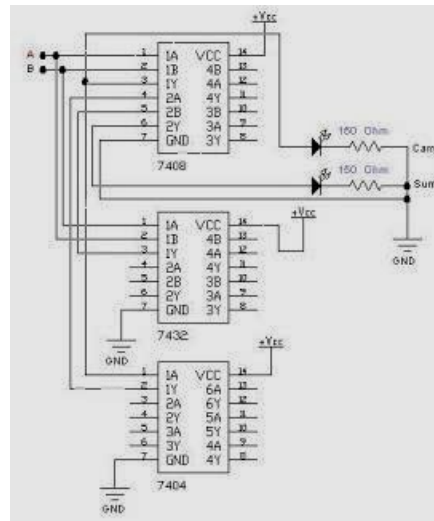 +Vcc
A
B
1 1A VCC 14
2 1B 4B 13
3 1Y 4A 12
4 2A 4Y 11
5 2B 3B 10
6 2Y 3A 9
7 GND 3Y 8
7408
150 Ohm
Carr
150 Ohm
Sum
GND
+Vcc
1 1A VCC 14
2 1B 4B 13
3 1Y 4A 12
4 2A 4Y 11
5 2B 3B 10
6 2Y 3A 9
7 GND 3Y 8
7432
GND
+Vcc
1 1A VCC 14
2 1Y 6A 13
3 2A 6Y 12
4 2Y 5A 11
5 3A 5Y 10
6 3Y 4A 9
7 GND 4Y 8
7404
GND